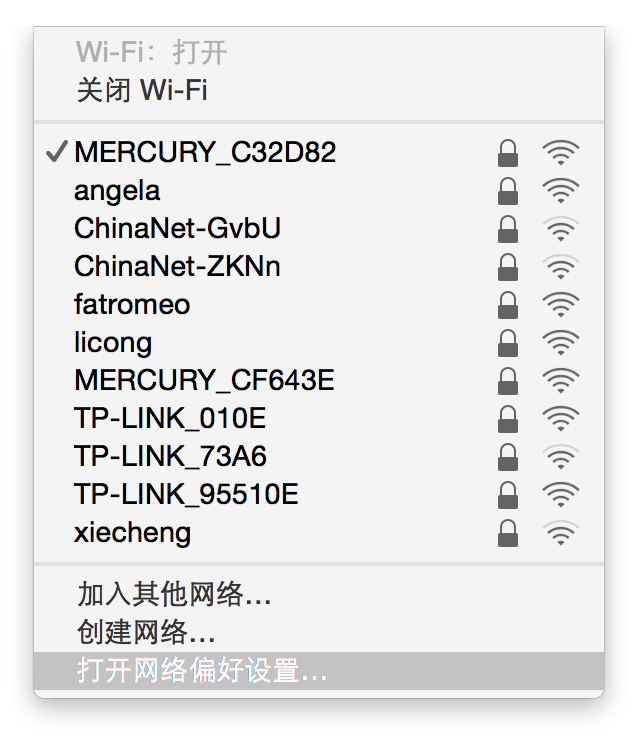 Wi-Fi：打开
关闭 Wi-Fi
MERCURY_C32D82
angela
ChinaNet-GvbU
ChinaNet-ZKNn
fatromeo
licong
MERCURY_CF643E
TP-LINK_010E
TP-LINK_73A6
TP-LINK_95510E
xiecheng
加入其他网络...
创建网络...
打开网络偏好设置...